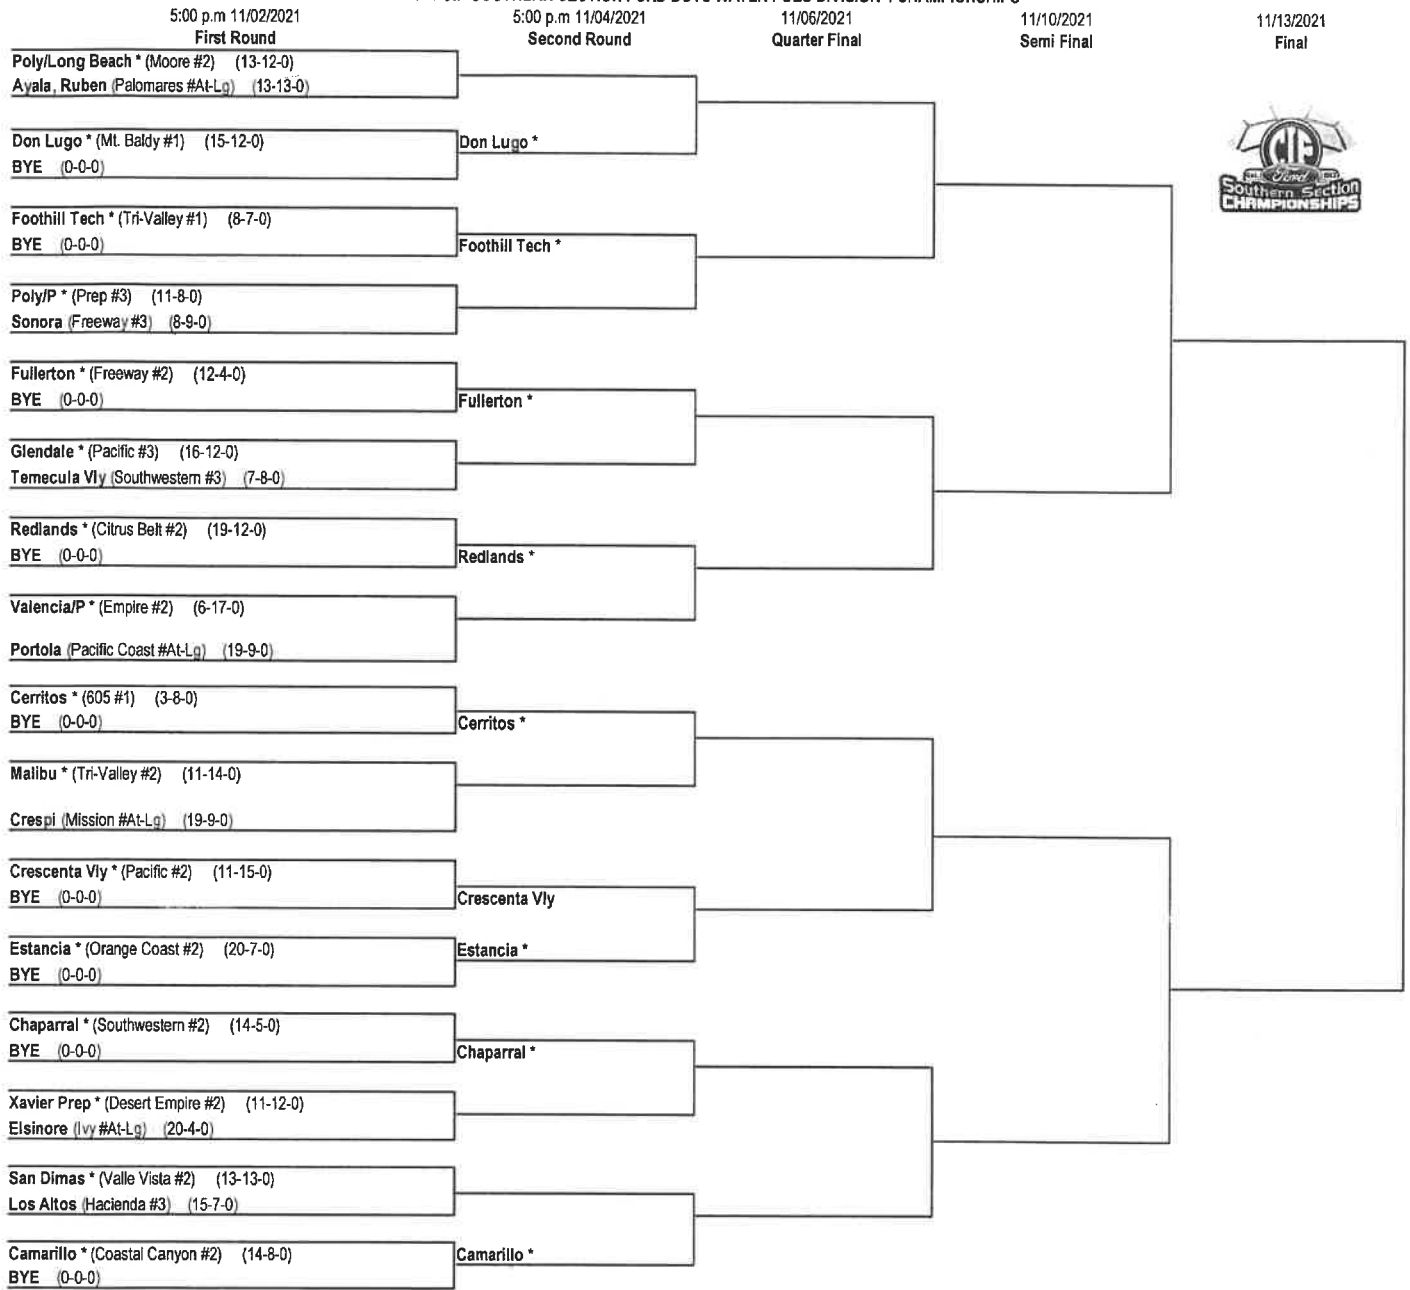 5:00 p.m 11/02/2021
First Round
5:00 p.m 11/04/2021
Second Round
11/06/2021
Quarter Final
11/10/2021
Semi Final
11/13/2021
Final
Poly/Long Beach * (Moore #2) (13-12-0)
Ayala, Ruben (Palomares #At-Lg) (13-13-0)
Don Lugo * (Mt. Baldy #1) (15-12-0)
BYE (0-0-0)
Don Lugo *
Foothill Tech * (Tri-Valley #1) (8-7-0)
BYE (0-0-0)
Foothill Tech *
Poly/P * (Prep #3) (11-8-0)
Sonora (Freeway #3) (8-9-0)
Fullerton * (Freeway #2) (12-4-0)
BYE (0-0-0)
Fullerton *
Glendale * (Pacific #3) (16-12-0)
Temecula Vly (Southwestern #3) (7-8-0)
Redlands * (Citrus Belt #2) (19-12-0)
BYE (0-0-0)
Redlands *
Valencia/P * (Empire #2) (6-17-0)
Portola (Pacific Coast #At-Lg) (19-9-0)
Cerritos * (605 #1) (3-8-0)
BYE (0-0-0)
Cerritos *
Malibu * (Tri-Valley #2) (11-14-0)
Crespi (Mission #At-Lg) (19-9-0)
Crescenta Vly * (Pacific #2) (11-15-0)
BYE (0-0-0)
Crescenta Vly
Estancia * (Orange Coast #2) (20-7-0)
BYE (0-0-0)
Estancia *
Chaparral * (Southwestern #2) (14-5-0)
BYE (0-0-0)
Chaparral *
Xavier Prep * (Desert Empire #2) (11-12-0)
Elsinore (Ivy #At-Lg) (20-4-0)
San Dimas * (Valle Vista #2) (13-13-0)
Los Altos (Hacienda #3) (15-7-0)
Camarillo * (Coastal Canyon #2) (14-8-0)
BYE (0-0-0)
Camarillo *
CIF
Ford
Southern Section
CHAMPIONSHIPS